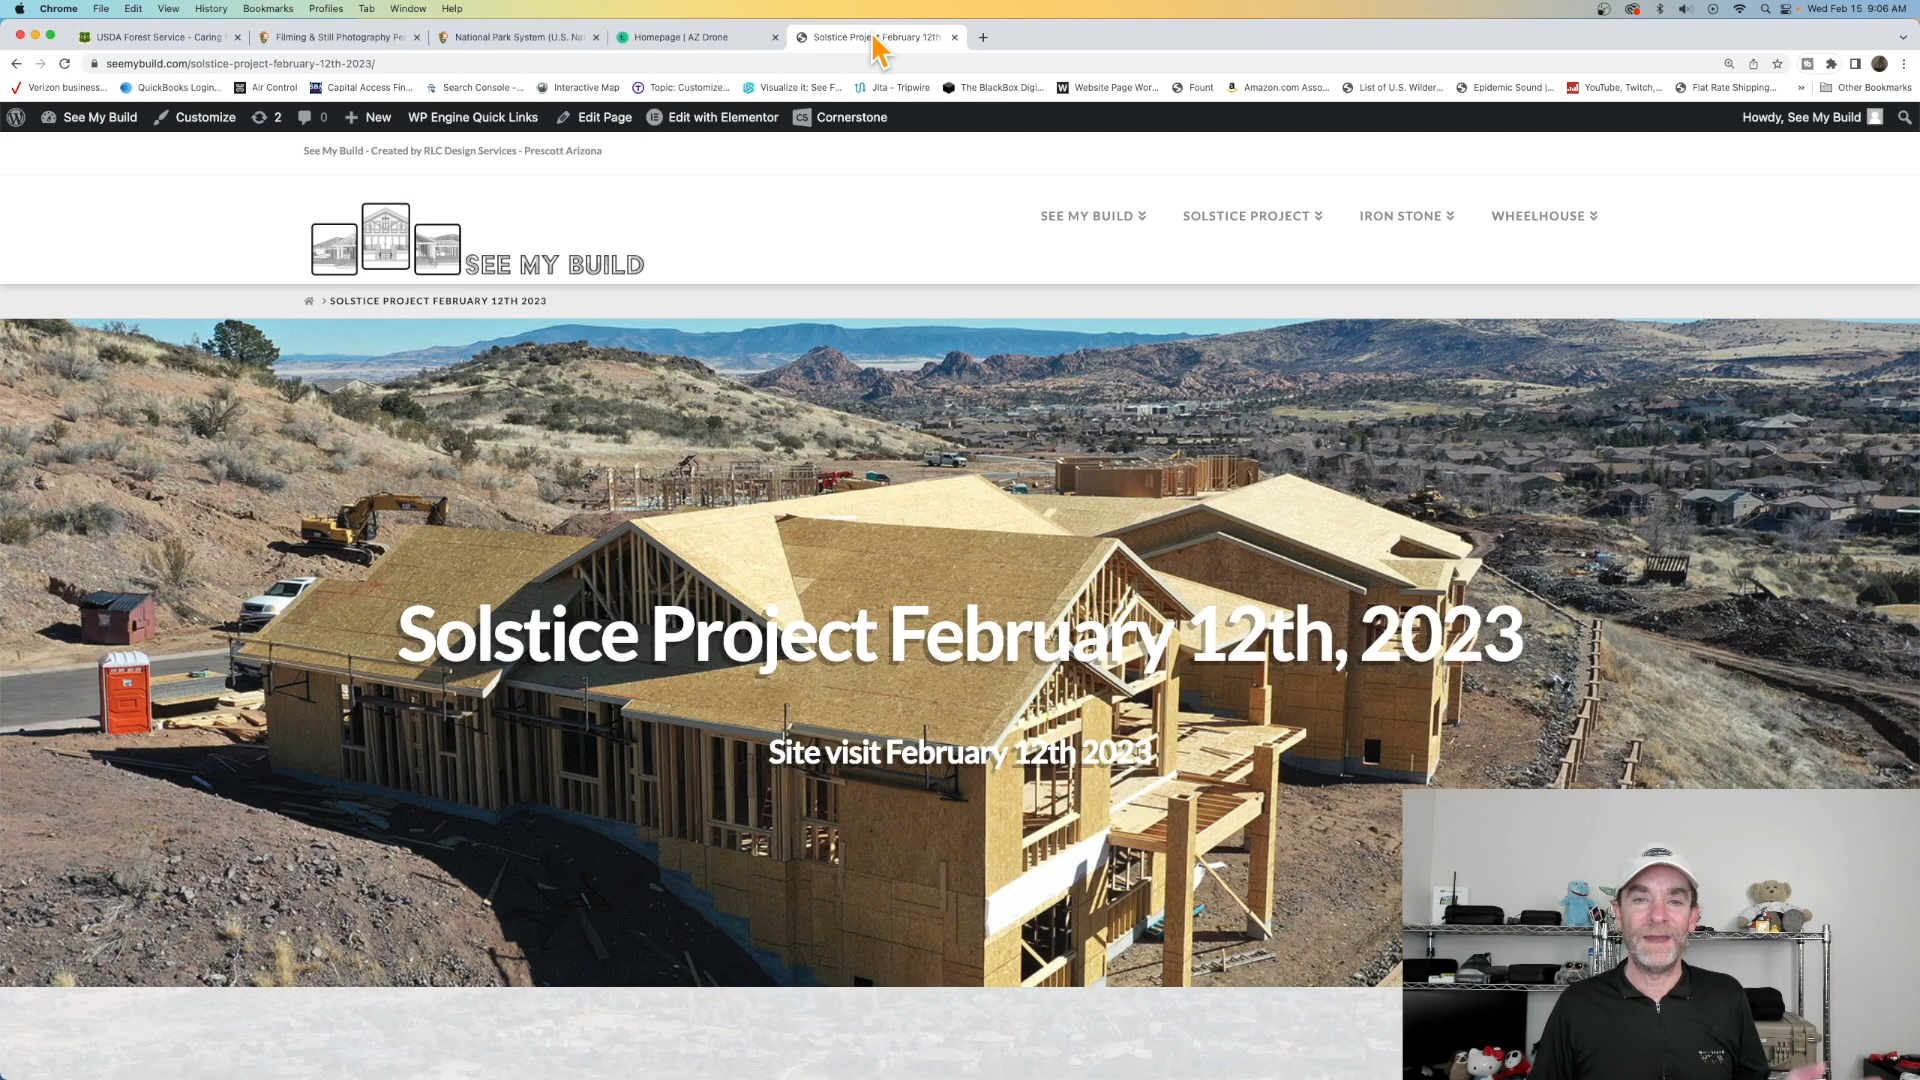 Chrome File Edit View History Bookmarks Profiles Tab Window Help Wed Feb 15 9:06 AM
USDA Forest Service - Caring Filming & Still Photography Pe National Park System (U.S. Nat Homepage | AZ Drone Solstice Project February 12th
seemybuild.com/solstice-project-february-12th-2023/
Verizon business... QuickBooks Login... Air Control Capital Access Fin... Search Console -... Interactive Map Topic: Customize... Visualize it: See F... Jita - Tripwire The BlackBox Digi... Website Page Wor... Fount Amazon.com Asso... List of U.S. Wilder... Epidemic Sound |... YouTube, Twitch,... Flat Rate Shipping... » Other Bookmarks
See My Build Customize 2 0 New WP Engine Quick Links Edit Page Edit with Elementor CS Cornerstone Howdy, See My Build
See My Build - Created by RLC Design Services - Prescott Arizona
SEE MY BUILD SOLSTICE PROJECT IRON STONE WHEELHOUSE
SEE MY BUILD
SOLSTICE PROJECT FEBRUARY 12TH 2023
Solstice Project February 12th, 2023
Site visit February 12th 2023